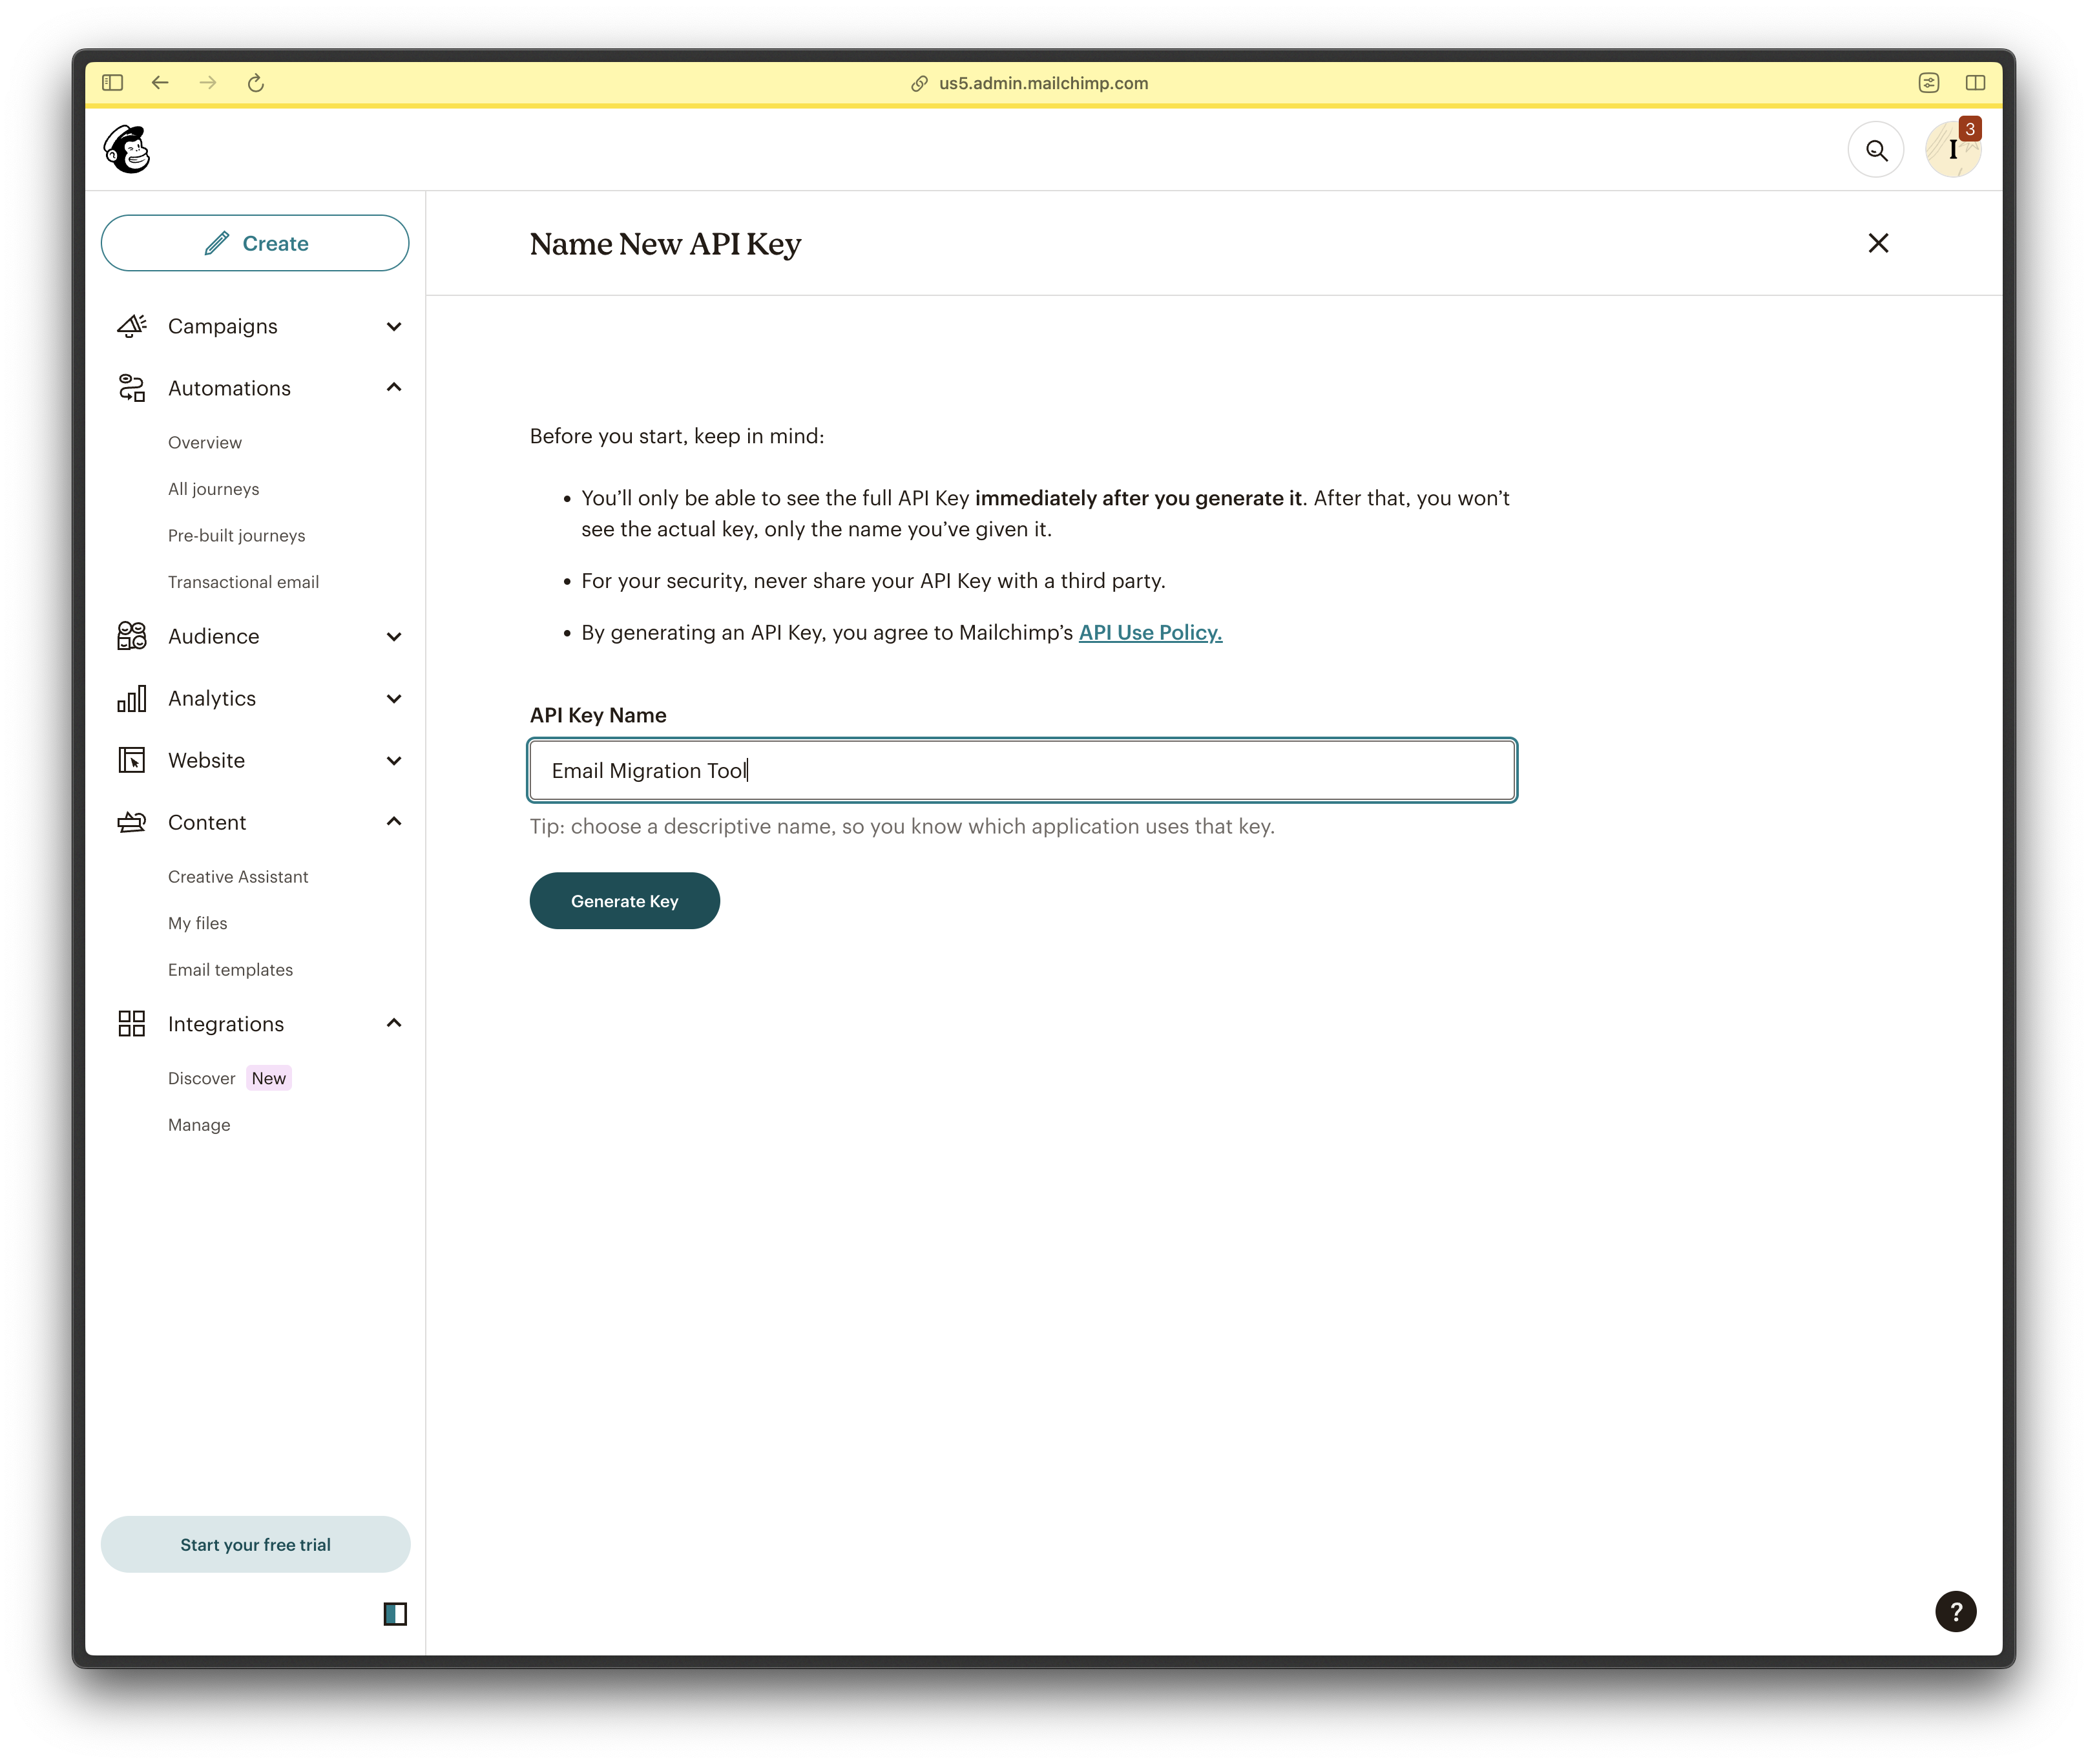 us5.admin.mailchimp.com
I
3
Create
Name New API Key
Campaigns
Automations
Overview
All journeys
Pre-built journeys
Transactional email
Audience
Analytics
Website
Content
Creative Assistant
My files
Email templates
Integrations
Discover New
Manage
Start your free trial
Before you start, keep in mind:
• You’ll only be able to see the full API Key immediately after you generate it. After that, you won’t
see the actual key, only the name you’ve given it.
• For your security, never share your API Key with a third party.
• By generating an API Key, you agree to Mailchimp’s API Use Policy.
API Key Name
Email Migration Tool
Tip: choose a descriptive name, so you know which application uses that key.
Generate Key
?